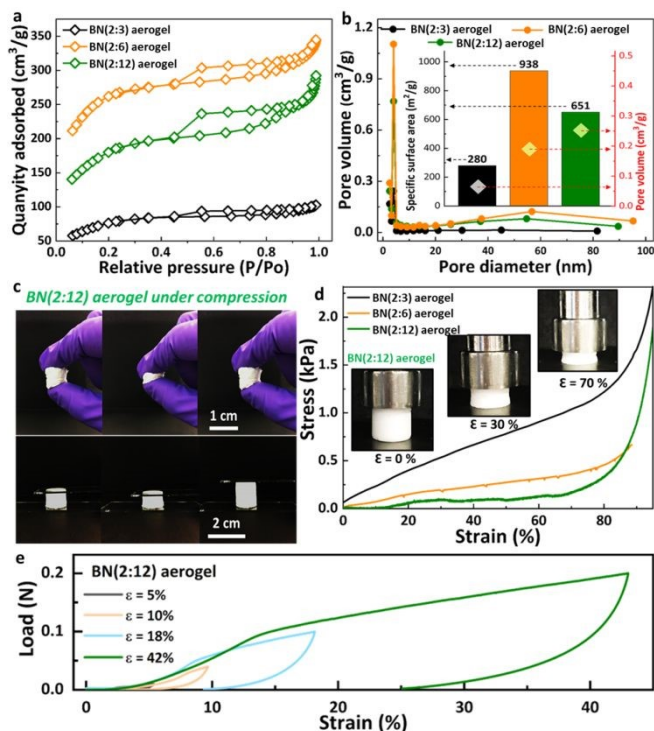 a
BN(2:3) aerogel
BN(2:6) aerogel
BN(2:12) aerogel
Quanyity adsorbed (cm³/g)
350
300
250
200
150
100
50
0.0 0.2 0.4 0.6 0.8 1.0
Relative pressure (P/Po)
b
BN(2:3) aerogel
BN(2:6) aerogel
BN(2:12) aerogel
Pore volume (cm³/g)
1.2
0.9
0.6
0.3
0.0
0 20 40 60 80 100
Pore diameter (nm)
Specific surface area (m²/g)
1000
800
600
400
200
0
280
938
651
0.5
0.4
0.3
0.2
0.1
0.0
Pore volume (cm³/g)
c
BN(2:12) aerogel under compression
1 cm
2 cm
d
BN(2:3) aerogel
BN(2:6) aerogel
BN(2:12) aerogel
Stress (kPa)
2.0
1.5
1.0
0.5
0.0
0 20 40 60 80
Strain (%)
BN(2:12) aerogel
Ɛ = 0 %
Ɛ = 30 %
Ɛ = 70 %
e
BN(2:12) aerogel
ε = 5%
ε = 10%
ε = 18%
ε = 42%
Load (N)
0.2
0.1
0.0
0 10 20 30 40
Strain (%)